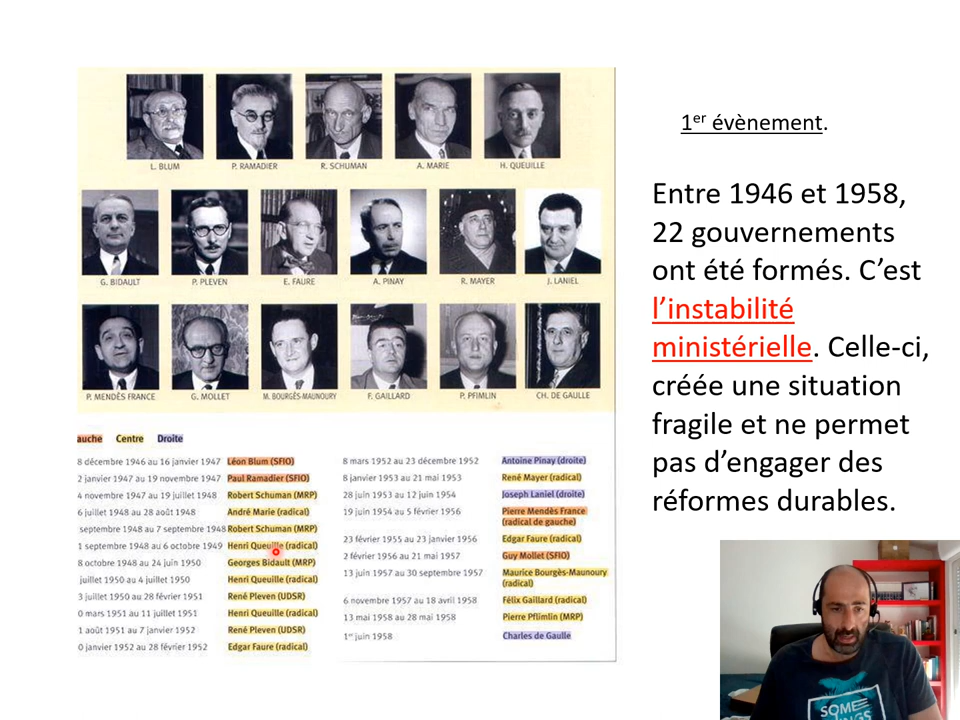 L. BLUM P. RAMADIER R. SCHUMAN A. MARIE H. QUEUILLE
G. BIDAULT P. PLEVEN E. FAURE A. PINAY R. MAYER J. LANIEL
P. MENDÈS FRANCE G. MOLLET M. BOURGÈS-MAUNOURY F. GAILLARD P. PFIMLIN CH. DE GAULLE
auche Centre Droite
8 décembre 1946 au 16 janvier 1947 Léon Blum (SFIO)
2 janvier 1947 au 19 novembre 1947 Paul Ramadier (SFIO)
4 novembre 1947 au 19 juillet 1948 Robert Schuman (MRP)
6 juillet 1948 au 28 août 1948 André Marie (radical)
septembre 1948 au 7 septembre 1948 Robert Schuman (MRP)
1 septembre 1948 au 6 octobre 1949 Henri Queuille (radical)
8 octobre 1948 au 24 juin 1950 Georges Bidault (MRP)
juillet 1950 au 4 juillet 1950 Henri Queuille (radical)
3 juillet 1950 au 28 février 1951 René Pleven (UDSR)
0 mars 1951 au 11 juillet 1951 Henri Queuille (radical)
1 août 1951 au 7 janvier 1952 René Pleven (UDSR)
0 janvier 1952 au 28 février 1952 Edgar Faure (radical)
8 mars 1952 au 23 décembre 1952 Antoine Pinay (droite)
8 janvier 1953 au 21 mai 1953 René Mayer (radical)
28 juin 1953 au 12 juin 1954 Joseph Laniel (droite)
19 juin 1954 au 5 février 1956 Pierre Mendès France
(radical de gauche)
23 février 1955 au 23 janvier 1956 Edgar Faure (radical)
2 février 1956 au 21 mai 1957 Guy Mollet (SFIO)
13 juin 1957 au 30 septembre 1957 Maurice Bourgès-Maunoury
(radical)
6 novembre 1957 au 18 avril 1958 Félix Gaillard (radical)
13 mai 1958 au 28 mai 1958 Pierre Pflimlin (MRP)
1er juin 1958 Charles de Gaulle
1er évènement.
Entre 1946 et 1958,
22 gouvernements
ont été formés. C’est
l’instabilité
ministérielle. Celle-ci,
créée une situation
fragile et ne permet
pas d’engager des
réformes durables.
SOME